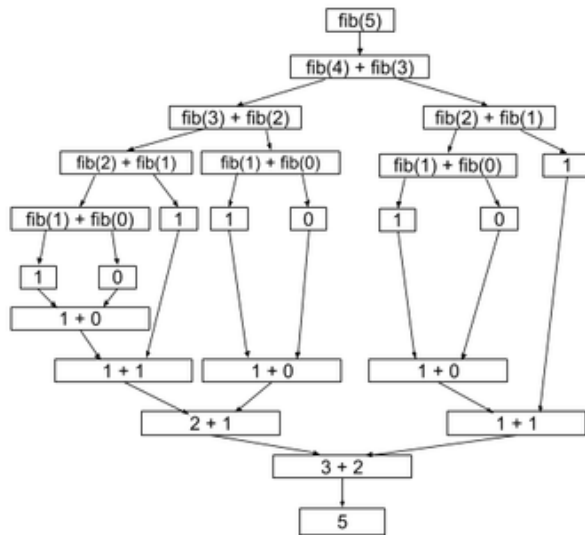 fib(5)
fib(4) + fib(3)
fib(3) + fib(2)
fib(2) + fib(1)
fib(2) + fib(1)
fib(1) + fib(0)
fib(1) + fib(0)
1
fib(1) + fib(0)
1
1
0
1
0
1
0
1 + 0
1 + 1
1 + 0
1 + 0
2 + 1
1 + 1
3 + 2
5